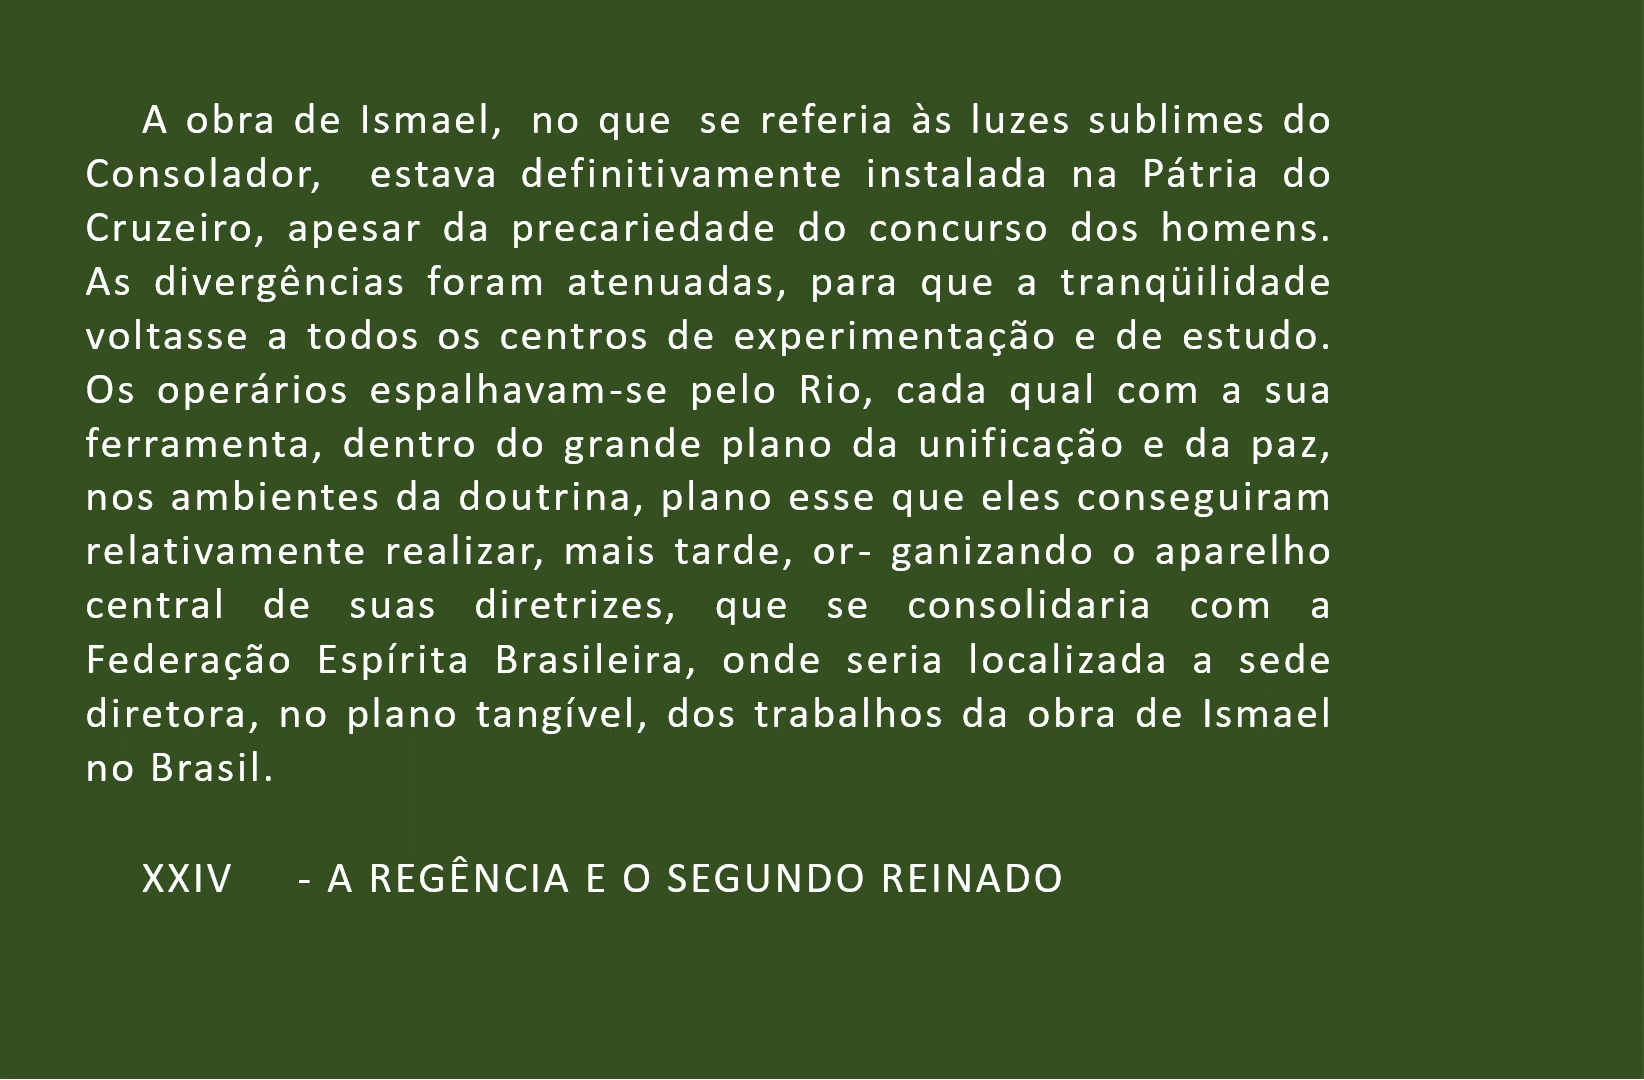 A obra de Ismael, no que se referia às luzes sublimes do
Consolador, estava definitivamente instalada na Pátria do
Cruzeiro, apesar da precariedade do concurso dos homens.
As divergências foram atenuadas, para que a tranqüilidade
voltasse a todos os centros de experimentação e de estudo.
Os operários espalhavam-se pelo Rio, cada qual com a sua
ferramenta, dentro do grande plano da unificação e da paz,
nos ambientes da doutrina, plano esse que eles conseguiram
relativamente realizar, mais tarde, or- ganizando o aparelho
central de suas diretrizes, que se consolidaria com a
Federação Espírita Brasileira, onde seria localizada a sede
diretora, no plano tangível, dos trabalhos da obra de Ismael
no Brasil.
XXIV - A REGÊNCIA E O SEGUNDO REINADO